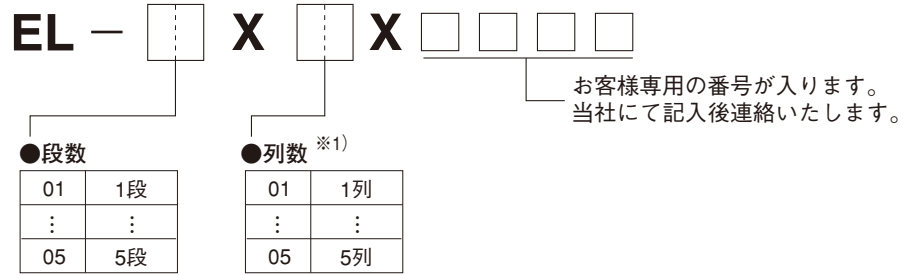 EL － □ X □ X □ □ □ □
お客様専用の番号が入ります。
当社にて記入後連絡いたします。
●段数
01 1段
⋮ ⋮
05 5段
●列数 ※1)
01 1列
⋮ ⋮
05 5列